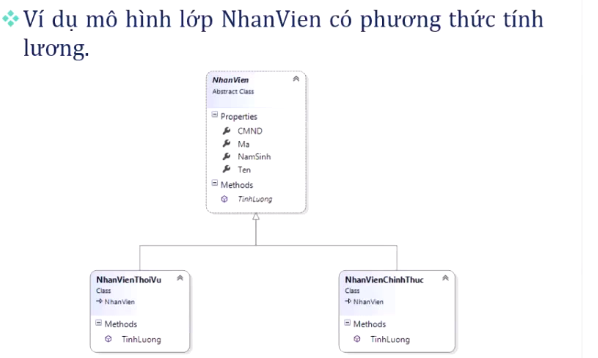 Ví dụ mô hình lớp NhanVien có phương thức tính
lương.
NhanVien
Abstract Class
Properties
CMND
Ma
NamSinh
Ten
Methods
TinhLuong
NhanVienThoiVu
Class
NhanVien
Methods
TinhLuong
NhanVienChinhThuc
Class
NhanVien
Methods
TinhLuong